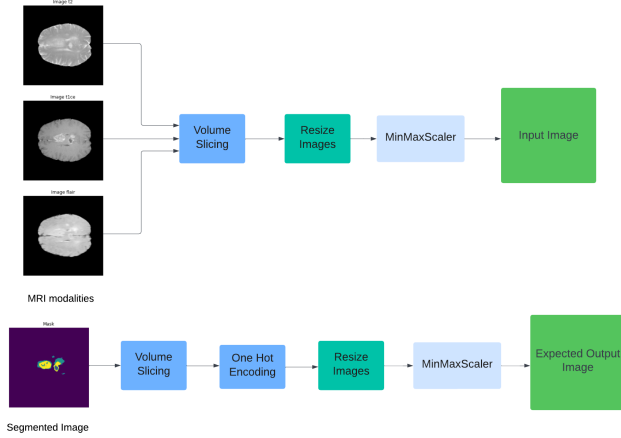 Image t2
Image t1ce
Image flair
MRI modalities
Volume
Slicing
Resize
Images
MinMaxScaler
Input Image
Mask
Segmented Image
Volume
Slicing
One Hot
Encoding
Resize
Images
MinMaxScaler
Expected Output
Image